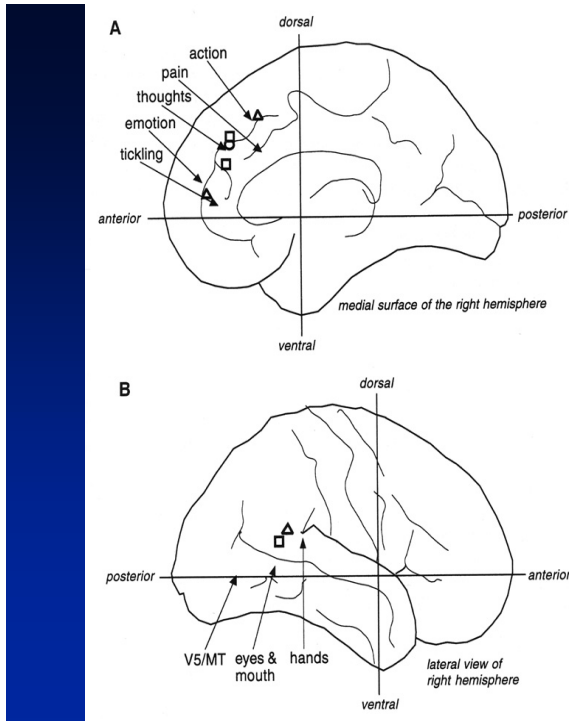 A
dorsal
action
pain
thoughts
emotion
tickling
anterior
posterior
medial surface of the right hemisphere
ventral
B
dorsal
posterior
anterior
V5/MT
eyes &
mouth
hands
lateral view of
right hemisphere
ventral